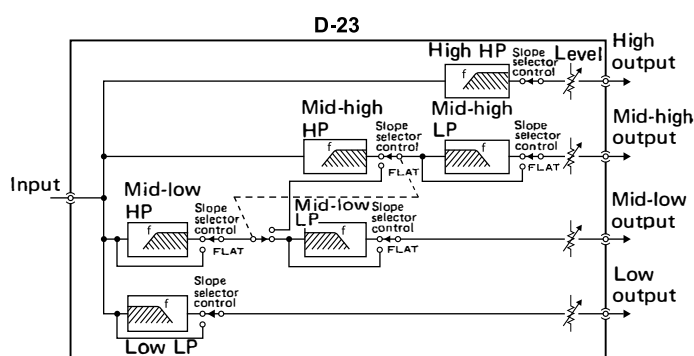 D-23
High HP
Slope
selector
control
Level
High
output
Mid-high
HP
Slope
selector
control
FLAT
Mid-high
LP
Slope
selector
control
FLAT
Mid-high
output
Input
Mid-low
HP
Slope
selector
control
FLAT
Mid-low
LP
Slope
selector
control
FLAT
Mid-low
output
f
f
f
f
f
f
Slope
selector
control
Low LP
Low
output